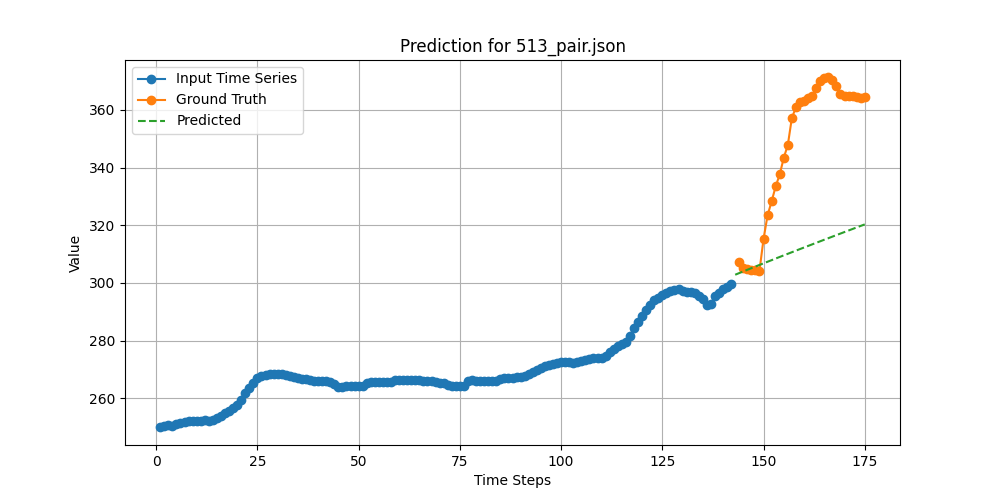 Prediction for 513_pair.json
Input Time Series
Ground Truth
Predicted
360
340
320
300
280
260
Value
0 25 50 75 100 125 150 175
Time Steps